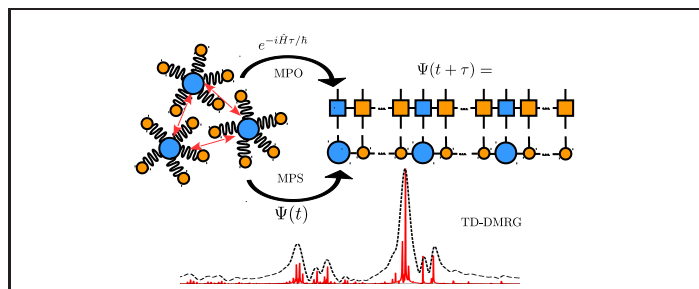 e^{-iĤτ/ħ}
MPO
Ψ(t + τ) =
MPS
Ψ(t)
TD-DMRG